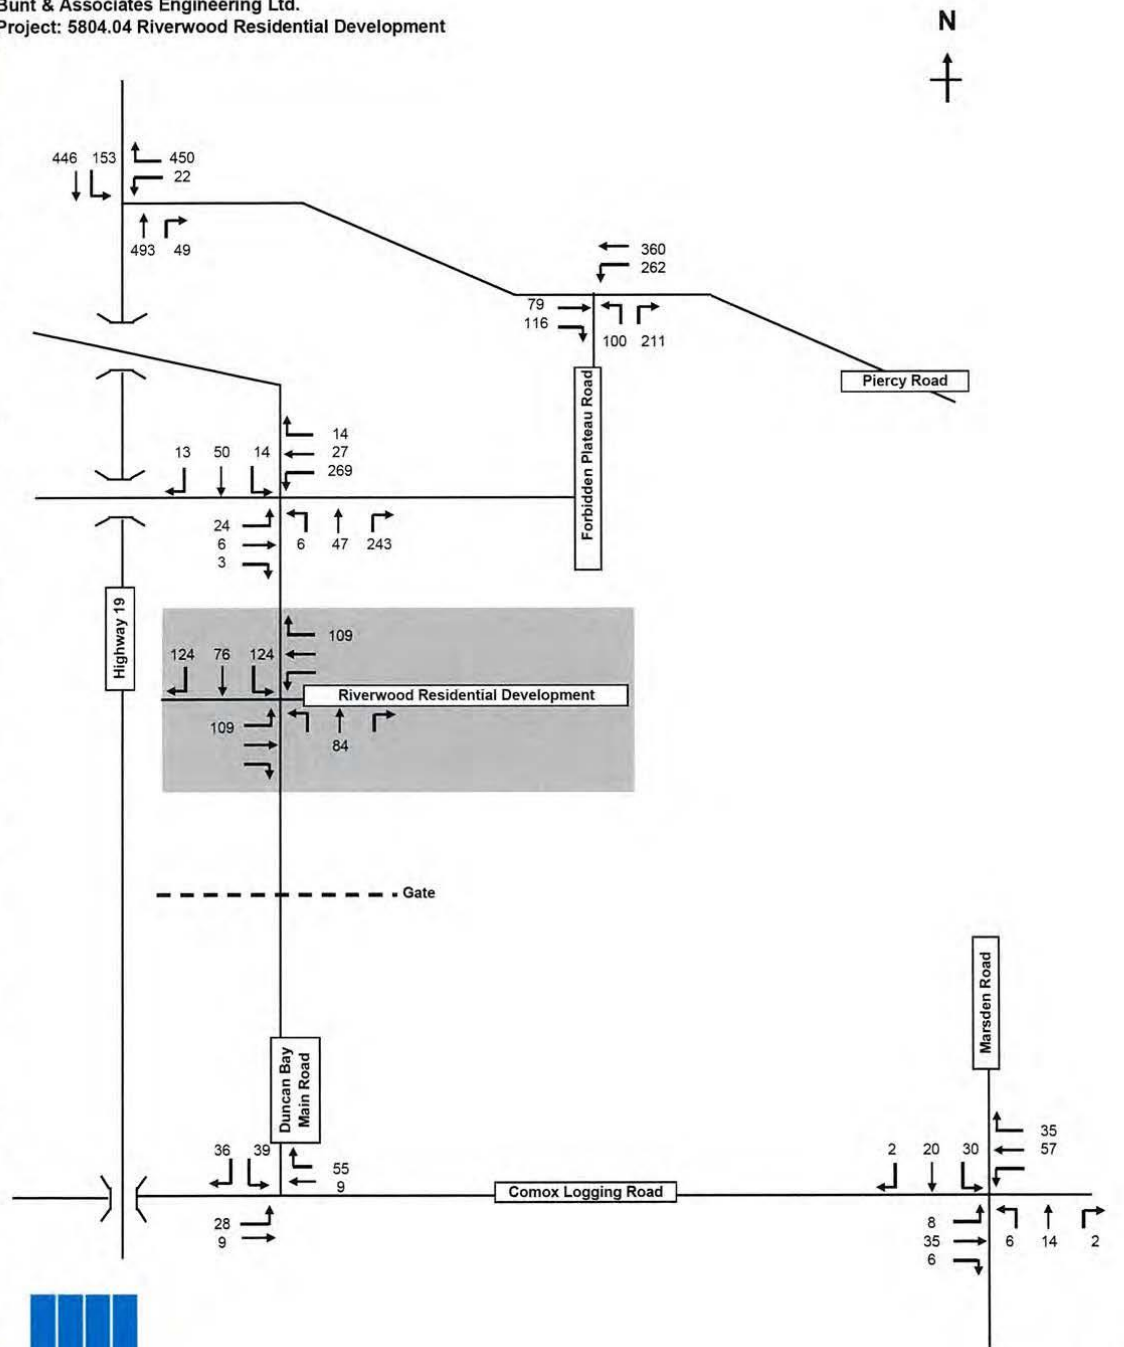 Bunt & Associates Engineering Ltd.
Project: 5804.04 Riverwood Residential Development
N
446 153 450
22
493 49
360
262
79
116
100 211
Piercy Road
Forbidden Plateau Road
14
13 50 14 27
269
24
6 6 47 243
3
Highway 19
109
124 76 124
Riverwood Residential Development
109
84
Gate
Marsden Road
Duncan Bay
Main Road
36 39
55
9
Comox Logging Road
28
9
35
2 20 30 57
8
35 6 14 2
6